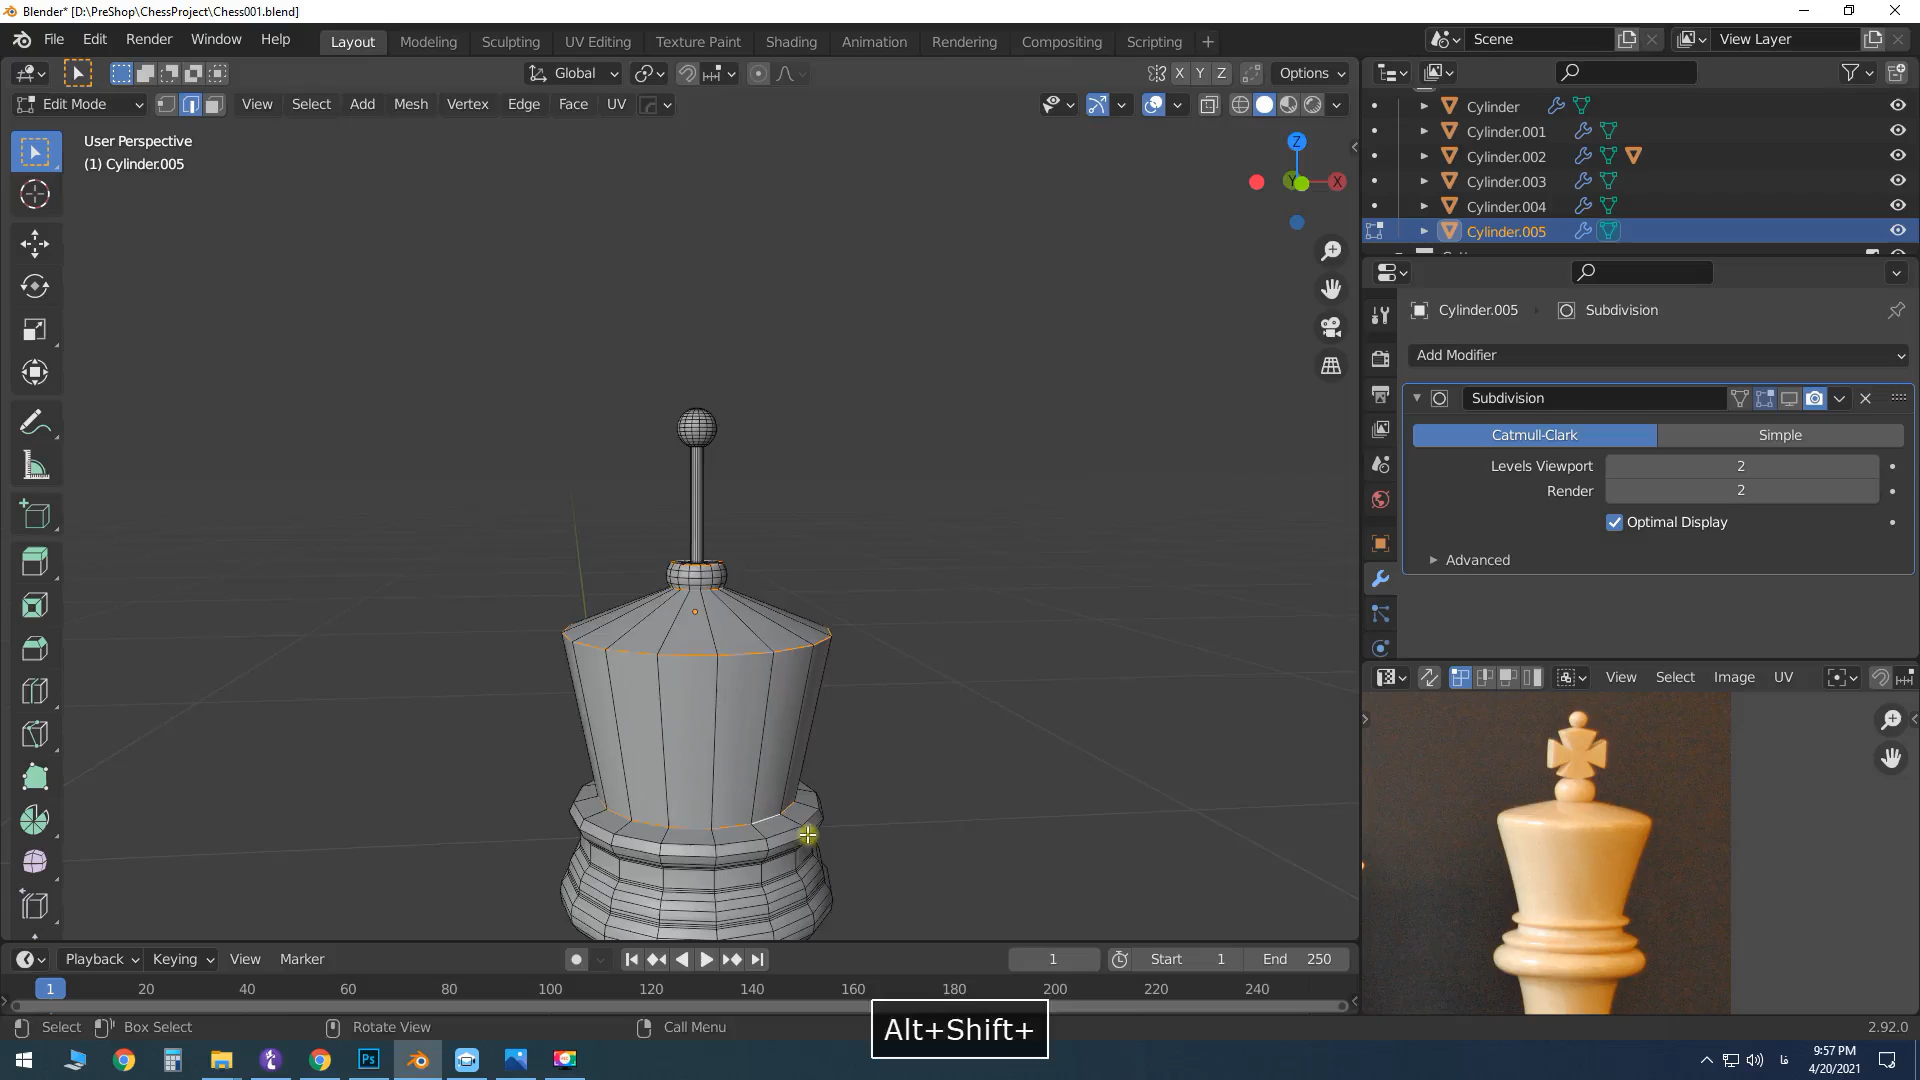 Blender* [D:\PreShop\ChessProject\Chess001.blend]
File Edit Render Window Help
Layout Modeling Sculpting UV Editing Texture Paint Shading Animation Rendering Compositing Scripting +
Scene
View Layer
Global
X Y Z
Options
Edit Mode
View Select Add Mesh Vertex Edge Face UV
User Perspective
(1) Cylinder.005
Z
Y
X
Cylinder
Cylinder.001
Cylinder.002
Cylinder.003
Cylinder.004
Cylinder.005
Cylinder.005
Subdivision
Add Modifier
Subdivision
Catmull-Clark
Simple
Levels Viewport 2
Render 2
Optimal Display
Advanced
View Select Image UV
Playback Keying View Marker
1
Start 1
End 250
1 20 40 60 80 100 120 140 160 180 200 220 240
Select
Box Select
Rotate View
Call Menu
Alt+Shift+
2.92.0
Ps
فا
9:57 PM
4/20/2021